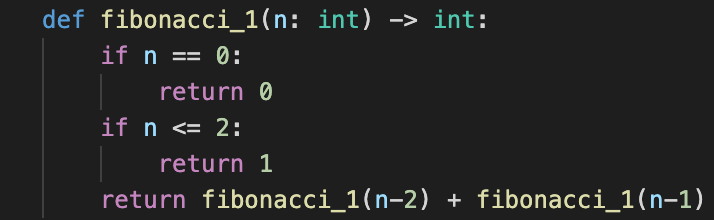 def fibonacci_1(n: int) -> int:
    if n == 0:
        return 0
    if n <= 2:
        return 1
    return fibonacci_1(n-2) + fibonacci_1(n-1)